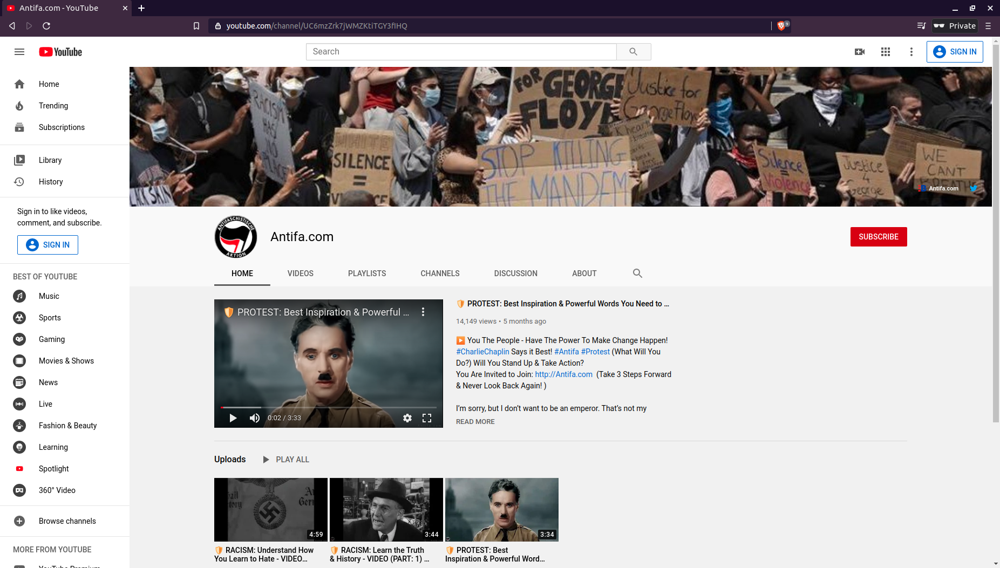 Antifa.com - YouTube
youtube.com/channel/UC6mzZrk7jWMZKtiTGY3fIHQ
9
Private
YouTube
Search
SIGN IN
Home
Trending
Subscriptions
Library
History
Sign in to like videos,
comment, and subscribe.
SIGN IN
BEST OF YOUTUBE
Music
Sports
Gaming
Movies & Shows
News
Live
Fashion & Beauty
Learning
Spotlight
360° Video
Browse channels
MORE FROM YOUTUBE
YouTube Premium
FOR GEORGE
FLOYD
Justice for
George Floyd
SILENCE
=
STOP KILLING
THE MANDEM
Silence
=
Violence
Justice
4
George
WE
CAN'T
Antifa.com
ANTIFASCHISTISCHE
AKTION
Antifa.com
SUBSCRIBE
HOME
VIDEOS
PLAYLISTS
CHANNELS
DISCUSSION
ABOUT
PROTEST: Best Inspiration & Powerful ...
0:02 / 3:33
PROTEST: Best Inspiration & Powerful Words You Need to ...
14,149 views • 5 months ago
You The People - Have The Power To Make Change Happen!
#CharlieChaplin Says it Best! #Antifa #Protest (What Will You
Do?) Will You Stand Up & Take Action?
You Are Invited to Join: http://Antifa.com (Take 3 Steps Forward
& Never Look Back Again! )
I'm sorry, but I don't want to be an emperor. That's not my
READ MORE
Uploads
PLAY ALL
4:59
3:44
3:34
RACISM: Understand How
You Learn to Hate - VIDEO...
RACISM: Learn the Truth
& History - VIDEO (PART: 1) ...
PROTEST: Best
Inspiration & Powerful Word...